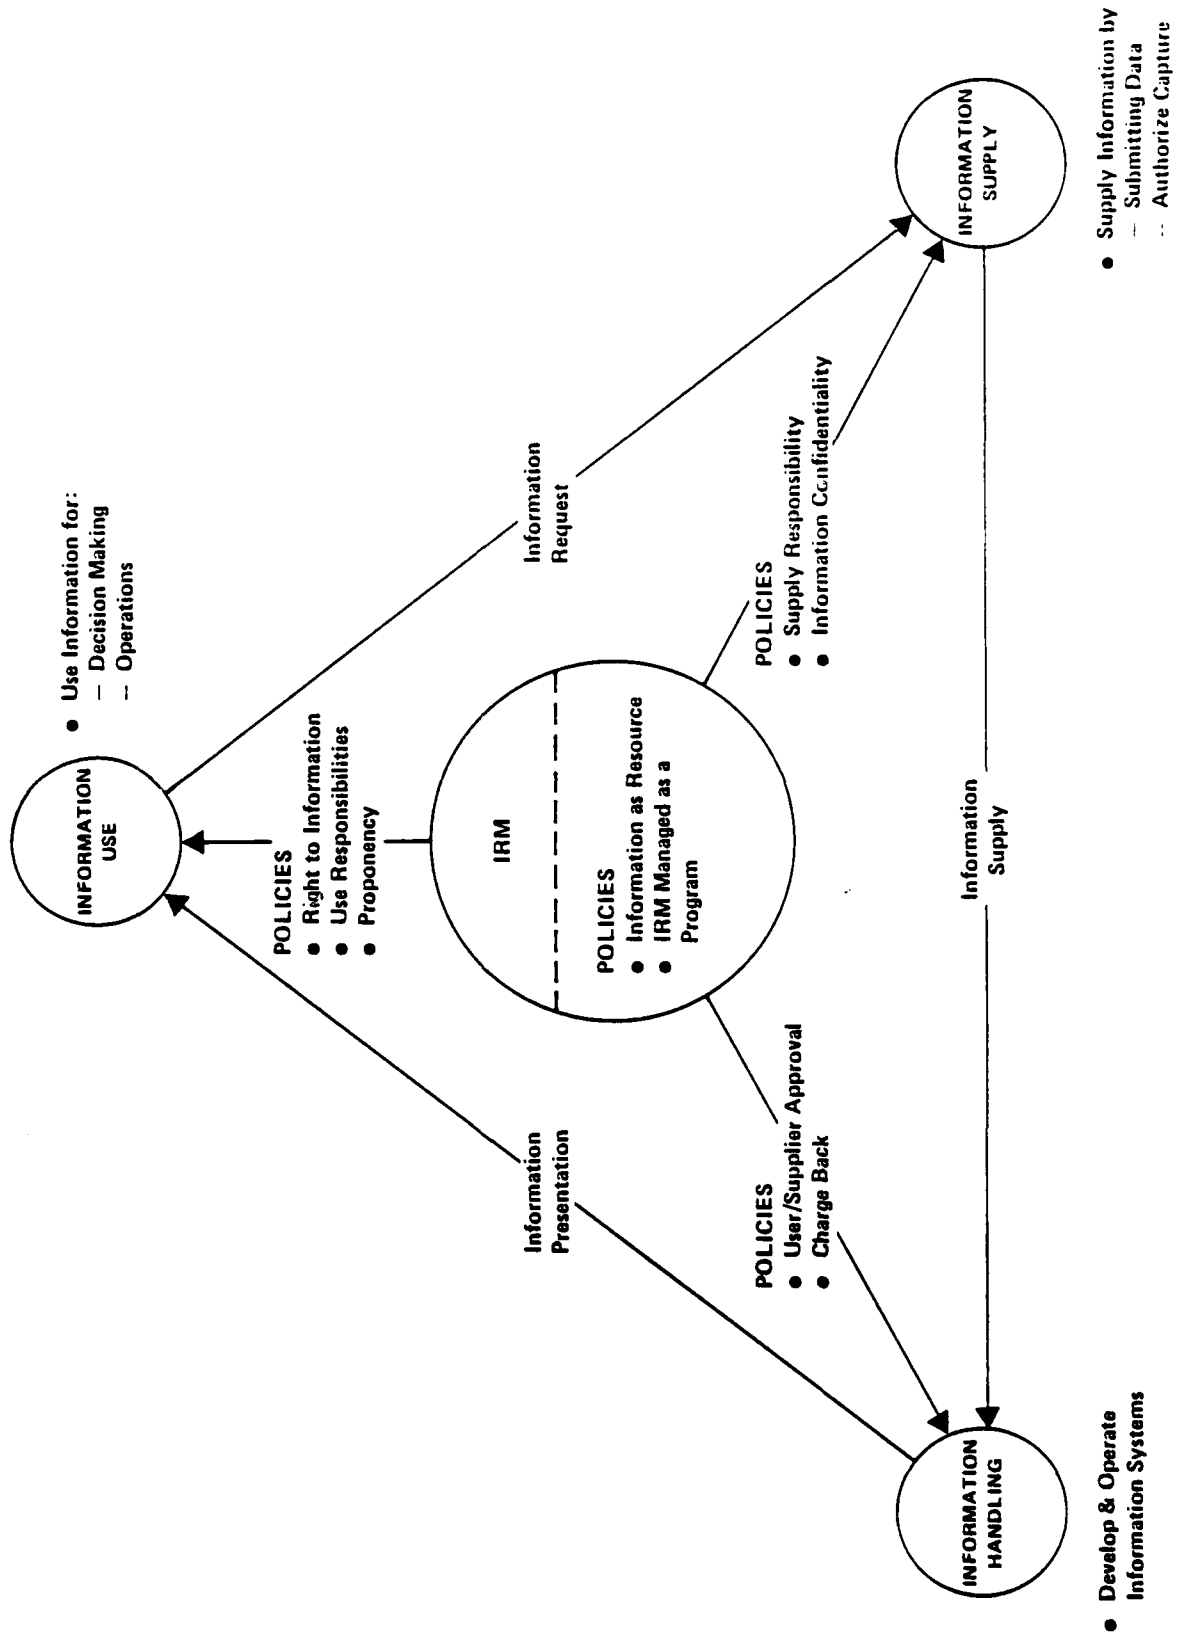 INFORMATION
USE
● Use Information for:
— Decision Making
-- Operations
POLICIES
● Right to Information
● Use Responsibilities
● Proponency
Information
Presentation
Information
Request
IRM
POLICIES
● Information as Resource
● IRM Managed as a
Program
POLICIES
● User/Supplier Approval
● Charge Back
POLICIES
● Supply Responsibility
● Information Confidentiality
INFORMATION
HANDLING
Information
Supply
INFORMATION
SUPPLY
● Develop & Operate
Information Systems
● Supply Information by
— Submitting Data
-- Authorize Capture